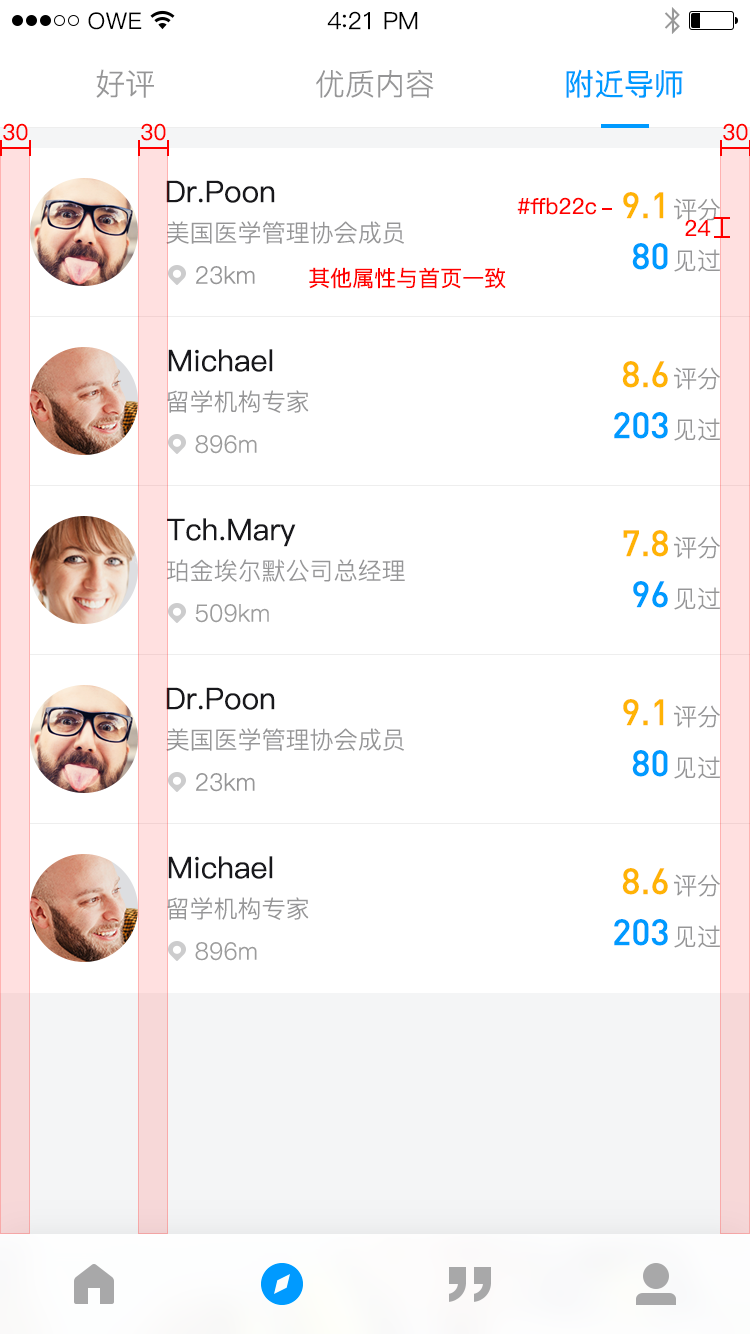 OWE 4:21 PM
好评 优质内容 附近导师
30 30 30
Dr.Poon #ffb22c 9.1 评分
美国医学管理协会成员 24
80 见过
23km 其他属性与首页一致
Michael 8.6 评分
留学机构专家
203 见过
896m
Tch.Mary 7.8 评分
珀金埃尔默公司总经理
96 见过
509km
Dr.Poon 9.1 评分
美国医学管理协会成员
80 见过
23km
Michael 8.6 评分
留学机构专家
203 见过
896m